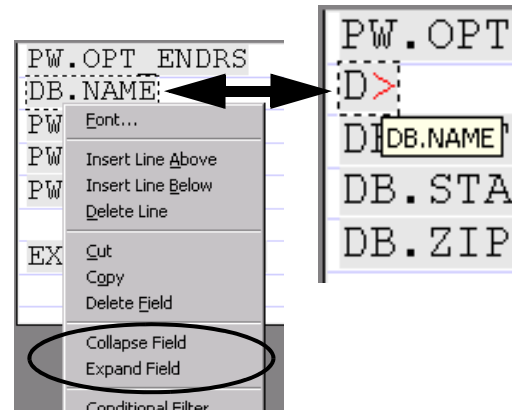 PW.OPT_ENDRS
DB.NAME
PW
PW
PW
EX
Font...
Insert Line Above
Insert Line Below
Delete Line
Cut
Copy
Delete Field
Collapse Field
Expand Field
Conditional Filter
PW.OPT
D>
DB.NAME
DB.STA
DB.ZIP